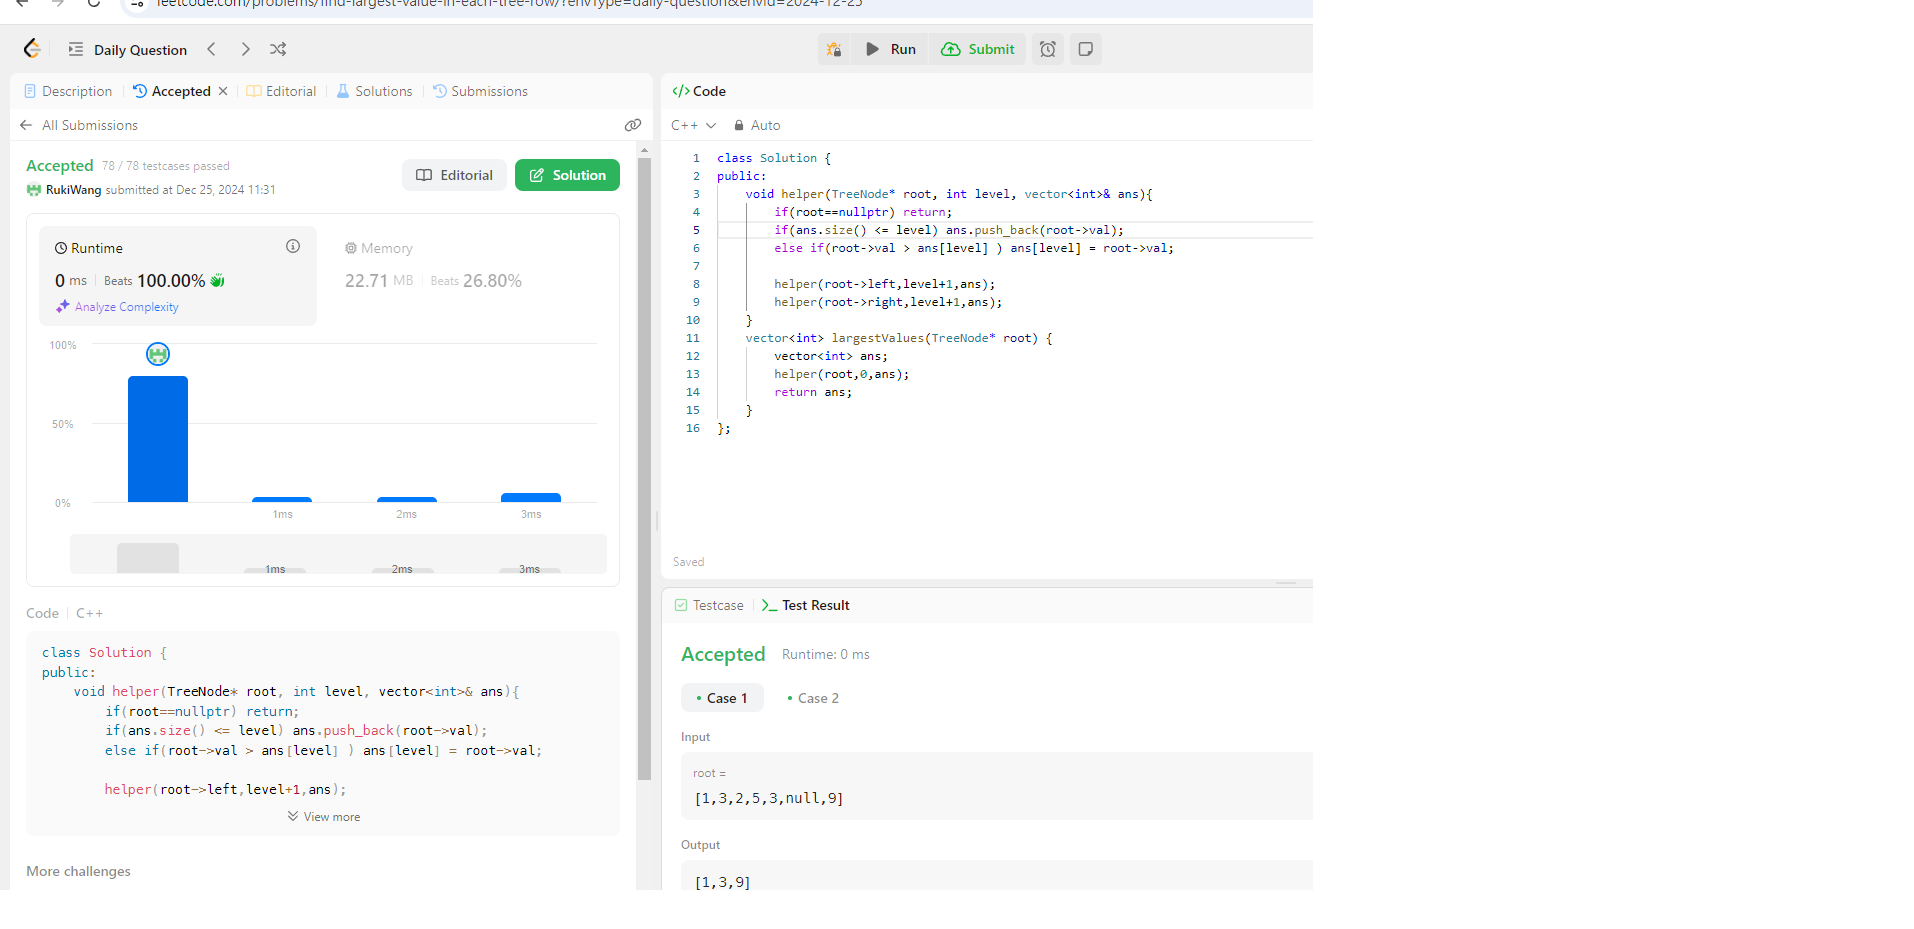 leetcode.com/problems/find-largest-value-in-each-tree-row/?envType=daily-question&envId=2024-12-25
Daily Question
Run
Submit
Description
Accepted
Editorial
Solutions
Submissions
All Submissions
Accepted 78 / 78 testcases passed
RukiWang submitted at Dec 25, 2024 11:31
Editorial
Solution
Runtime
0 ms Beats 100.00%
Analyze Complexity
Memory
22.71 MB Beats 26.80%
100%
50%
0%
1ms 2ms 3ms
1ms 2ms 3ms
Code C++
class Solution {
public:
    void helper(TreeNode* root, int level, vector<int>& ans){
        if(root==nullptr) return;
        if(ans.size() <= level) ans.push_back(root->val);
        else if(root->val > ans[level] ) ans[level] = root->val;
        helper(root->left,level+1,ans);
View more
More challenges
</> Code
C++ Auto
1 class Solution {
2 public:
3     void helper(TreeNode* root, int level, vector<int>& ans){
4         if(root==nullptr) return;
5         if(ans.size() <= level) ans.push_back(root->val);
6         else if(root->val > ans[level] ) ans[level] = root->val;
7
8         helper(root->left,level+1,ans);
9         helper(root->right,level+1,ans);
10     }
11     vector<int> largestValues(TreeNode* root) {
12         vector<int> ans;
13         helper(root,0,ans);
14         return ans;
15     }
16 };
Saved
Testcase
Test Result
Accepted Runtime: 0 ms
• Case 1 • Case 2
Input
root =
[1,3,2,5,3,null,9]
Output
[1,3,9]